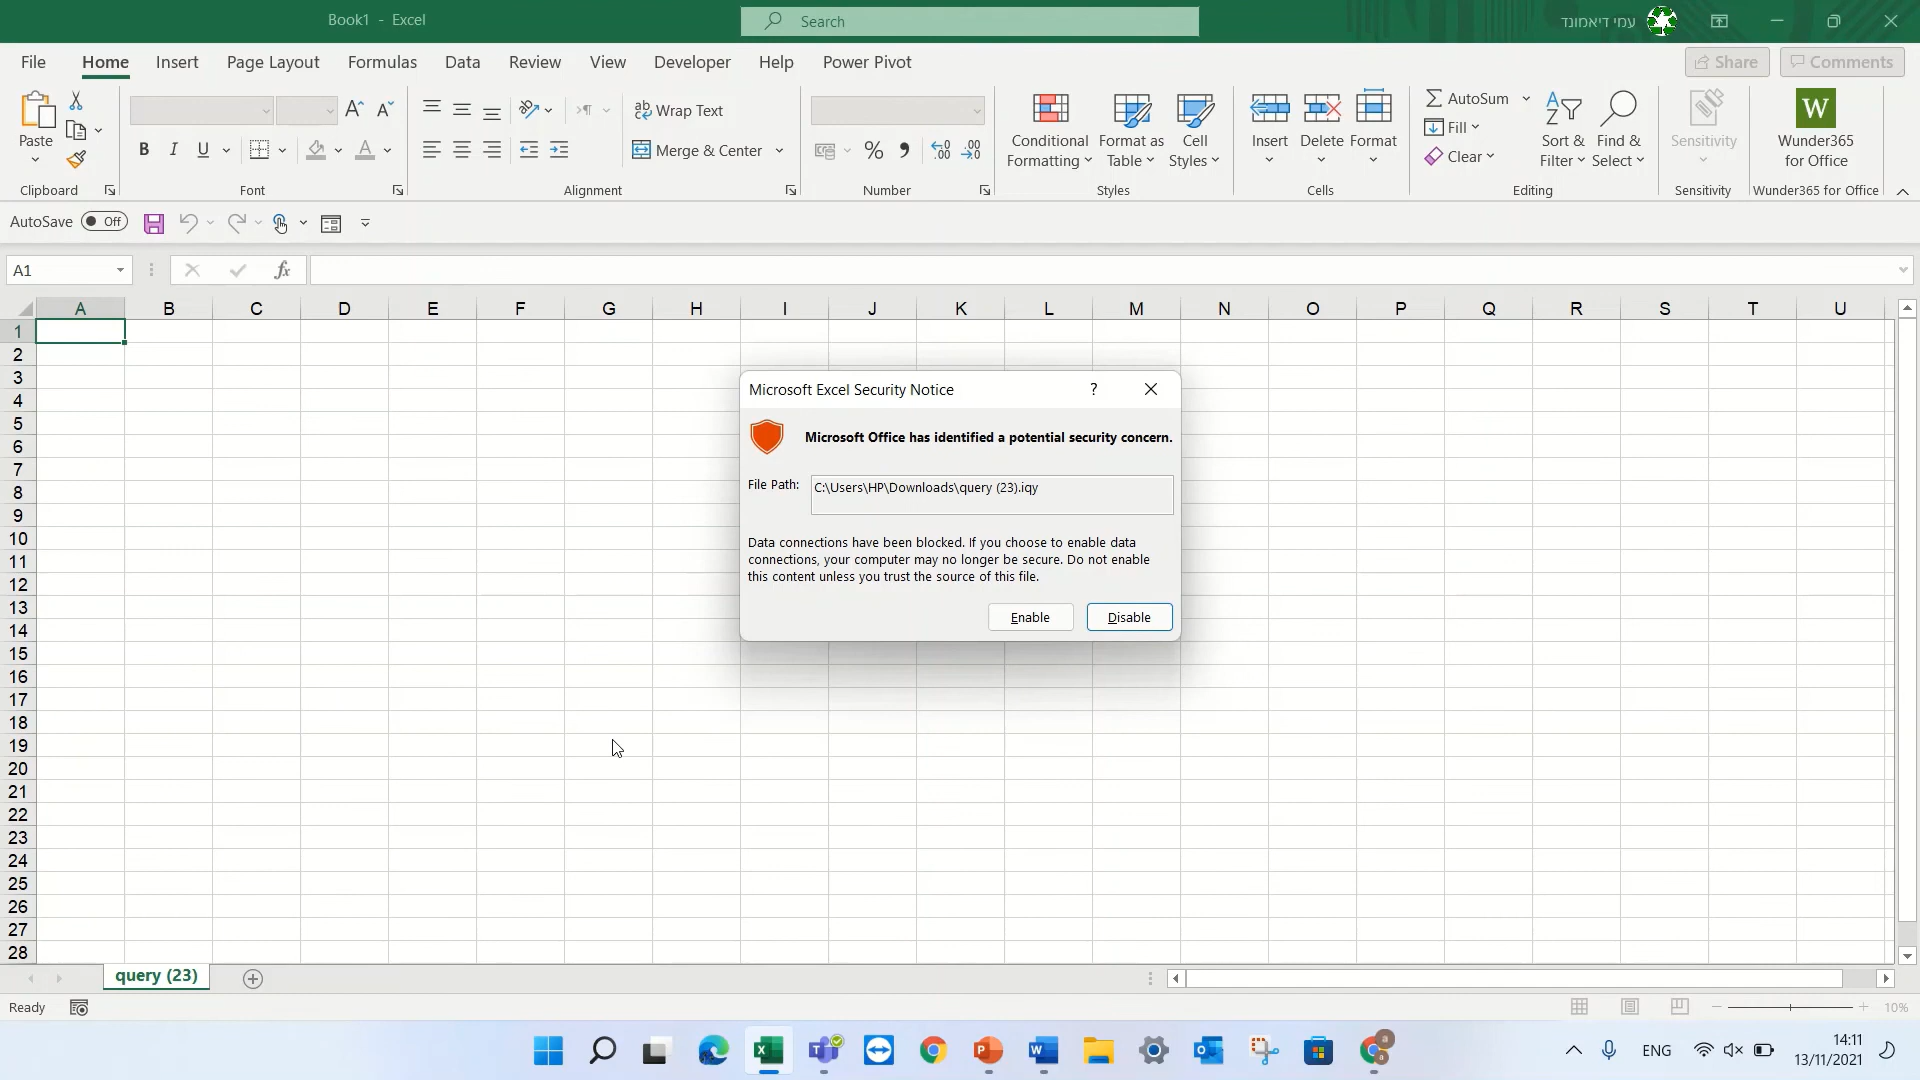 Book1 - Excel
Search
עמי דיאמונד
File Home Insert Page Layout Formulas Data Review View Developer Help Power Pivot
Share Comments
Paste
Clipboard
B I U
Font
Wrap Text
Merge & Center
Alignment
% ,
Number
Conditional Formatting
Format as Table
Cell Styles
Styles
Insert Delete Format
Cells
AutoSum
Fill
Clear
Sort & Filter
Find & Select
Editing
Sensitivity
Sensitivity
Wunder365 for Office
Wunder365 for Office
AutoSave Off
A1
fx
A B C D E F G H I J K L M N O P Q R S T U
1
2
3
4
5
6
7
8
9
10
11
12
13
14
15
16
17
18
19
20
21
22
23
24
25
26
27
28
Microsoft Excel Security Notice ?
Microsoft Office has identified a potential security concern.
File Path: C:\Users\HP\Downloads\query (23).iqy
Data connections have been blocked. If you choose to enable data
connections, your computer may no longer be secure. Do not enable
this content unless you trust the source of this file.
Enable Disable
query (23)
Ready
10%
ENG
14:11
13/11/2021